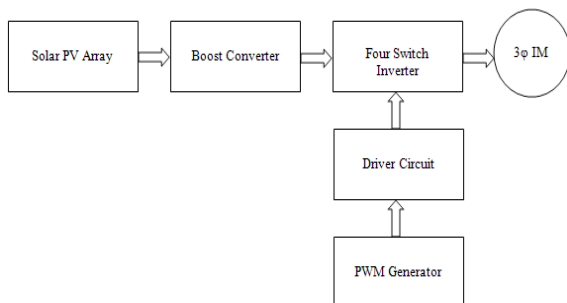 Solar PV Array
Boost Converter
Four Switch
Inverter
3φ IM
Driver Circuit
PWM Generator